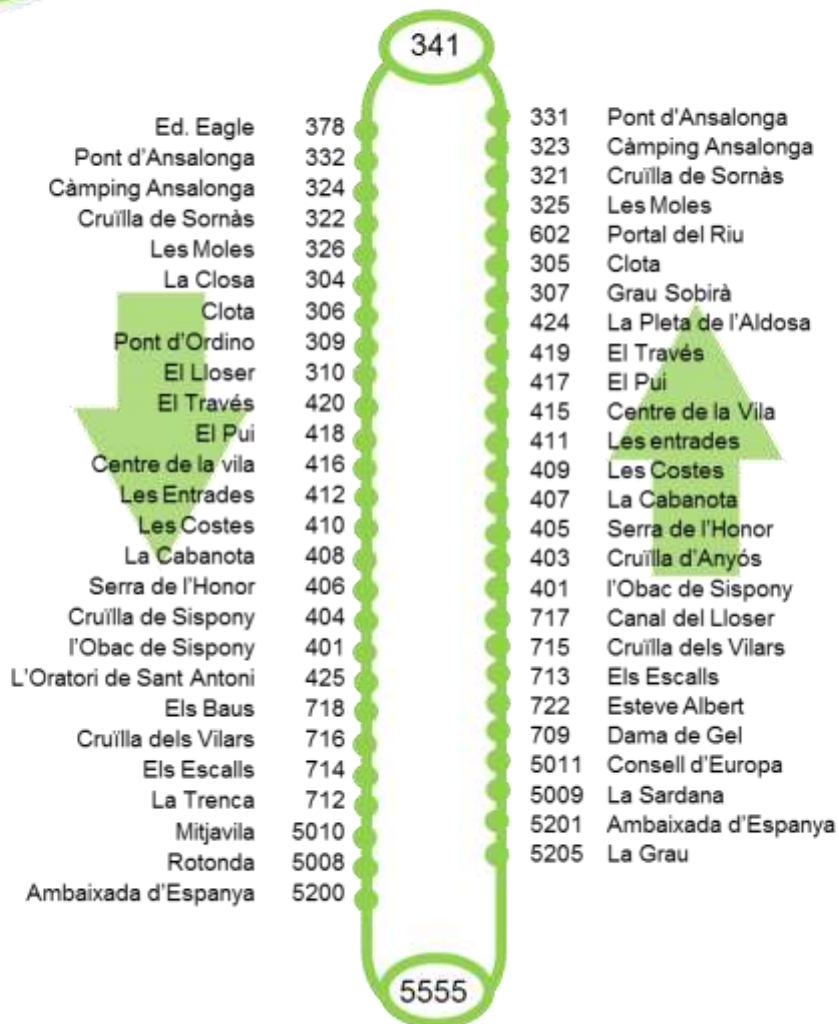 341
Ed. Eagle 378
Pont d'Ansalonga 332
Càmping Ansalonga 324
Cruïlla de Sornàs 322
Les Moles 326
La Closa 304
Clota 306
Pont d'Ordino 309
El Lloser 310
El Través 420
El Pui 418
Centre de la vila 416
Les Entrades 412
Les Costes 410
La Cabanota 408
Serra de l'Honor 406
Cruïlla de Sispony 404
l'Obac de Sispony 401
L'Oratori de Sant Antoni 425
Els Baus 718
Cruïlla dels Vilars 716
Els Escalls 714
La Trenca 712
Mitjavila 5010
Rotonda 5008
Ambaixada d'Espanya 5200
331 Pont d'Ansalonga
323 Càmping Ansalonga
321 Cruïlla de Sornàs
325 Les Moles
602 Portal del Riu
305 Clota
307 Grau Sobirà
424 La Pleta de l'Aldosa
419 El Través
417 El Pui
415 Centre de la Vila
411 Les entrades
409 Les Costes
407 La Cabanota
405 Serra de l'Honor
403 Cruïlla d'Anyós
401 l'Obac de Sispony
717 Canal del Lloser
715 Cruïlla dels Vilars
713 Els Escalls
722 Esteve Albert
709 Dama de Gel
5011 Consell d'Europa
5009 La Sardana
5201 Ambaixada d'Espanya
5205 La Grau
5555